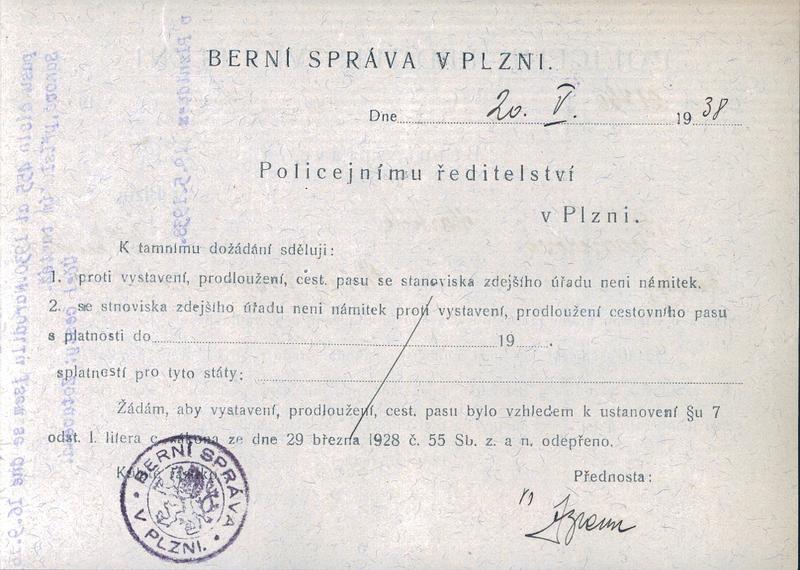 BERNÍ SPRÁVA V PLZNI.
Dne 20. V. 1938
Policejnímu ředitelství
v Plzni.
K tamnímu dožádání sděluji:
1. proti vystavení, prodloužení, cest. pasu se stanoviska zdejšího úřadu neni námitek.
2. se stnoviska zdejšího úřadu neni námitek proti vystavení, prodloužení cestovního pasu
s platnosti do 19 .
splatností pro tyto státy:
Žádám, aby vystavení, prodloužení, cest. pasu bylo vzhledem k ustanovení §u 7
odst. l. litera c. zákona ze dne 29 března 1928 č. 55 Sb. z. a n. odepřeno.
Přednosta:
BERNÍ SPRÁVA
V PLZNI.